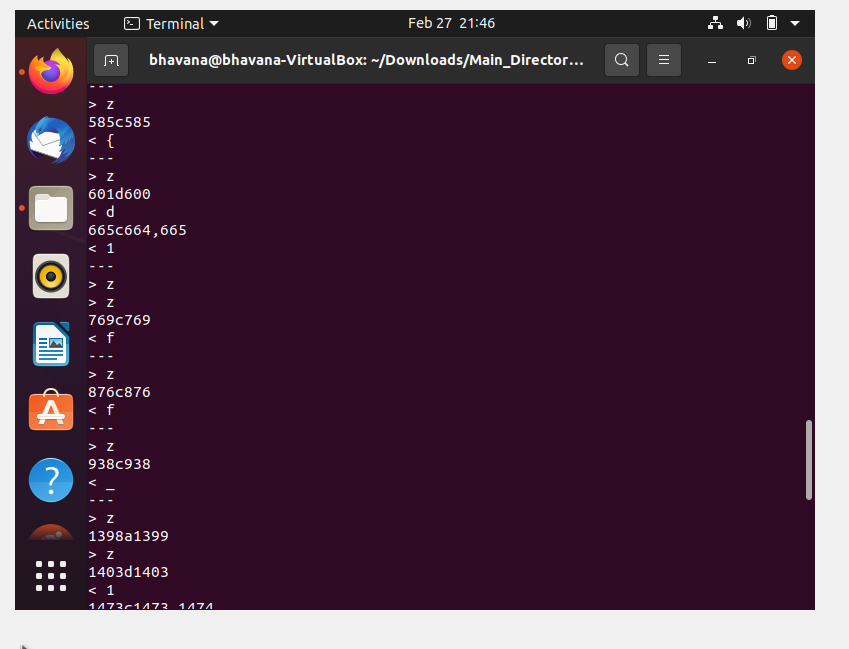 Activities Terminal Feb 27 21:46
bhavana@bhavana-VirtualBox: ~/Downloads/Main_Director...
---
> z
585c585
< {
---
> z
601d600
< d
665c664,665
< 1
---
> z
> z
769c769
< f
---
> z
876c876
< f
---
> z
938c938
< _
---
> z
1398a1399
> z
1403d1403
< 1
1473c1473,1474